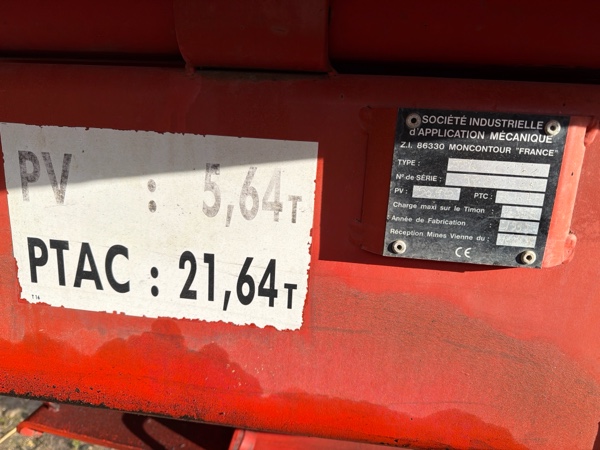 PV : 5,64T
PTAC : 21,64T
T14
SOCIÉTÉ INDUSTRIELLE
d'APPLICATION MÉCANIQUE
Z.I. 86330 MONCONTOUR "FRANCE"
TYPE :
N° de SÉRIE :
PV : PTC :
Charge maxi sur le Timon :
Année de Fabrication :
Réception Mines Vienne du :
CE